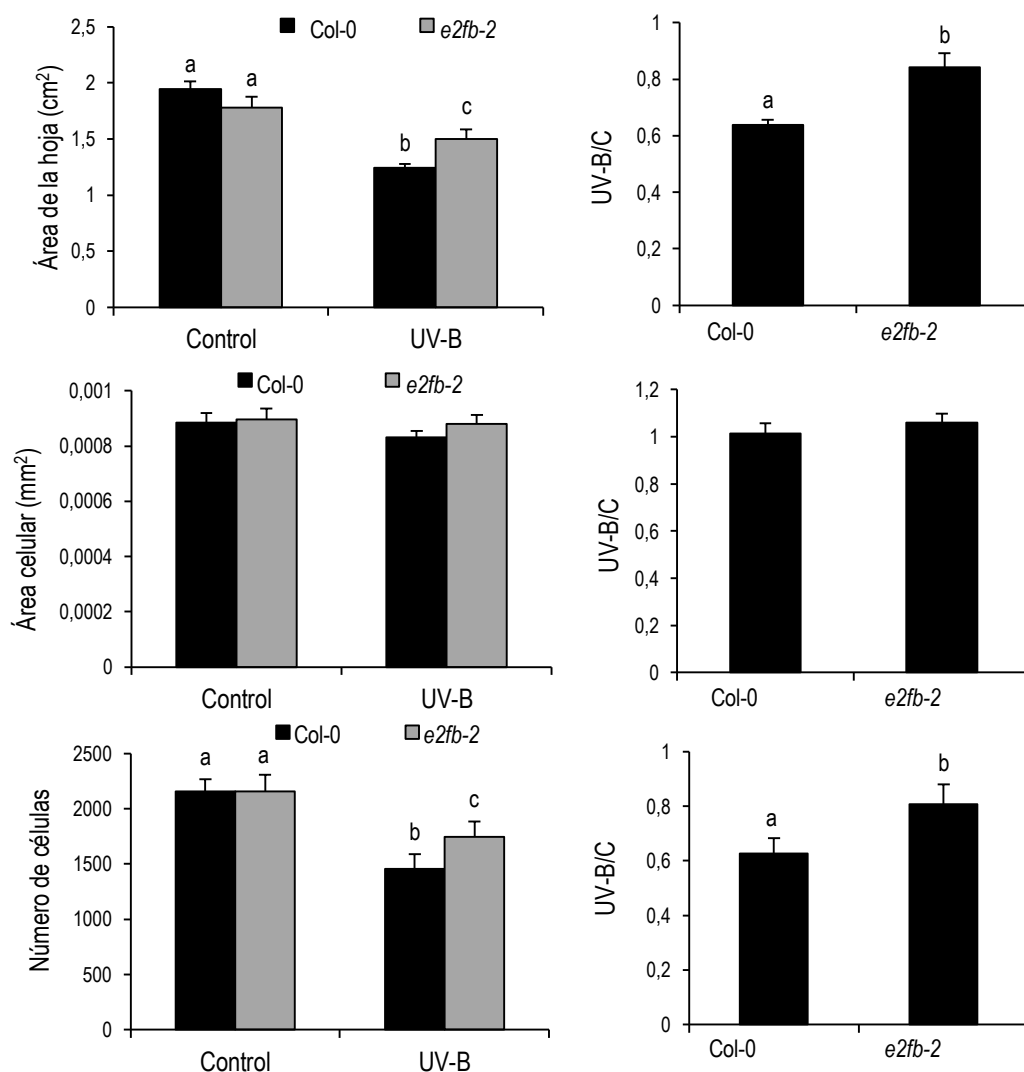 Col-0 e2fb-2
Área de la hoja (cm²)
2,5
2
1,5
1
0,5
0
a a b c
Control UV-B
UV-B/C
1
0,8
0,6
0,4
0,2
0
a b
Col-0 e2fb-2
Col-0 e2fb-2
Área celular (mm²)
0,001
0,0008
0,0006
0,0004
0,0002
0
Control UV-B
UV-B/C
1,2
1
0,8
0,6
0,4
0,2
0
Col-0 e2fb-2
Col-0 e2fb-2
Número de células
2500
2000
1500
1000
500
0
a a b c
Control UV-B
UV-B/C
1
0,8
0,6
0,4
0,2
0
a b
Col-0 e2fb-2